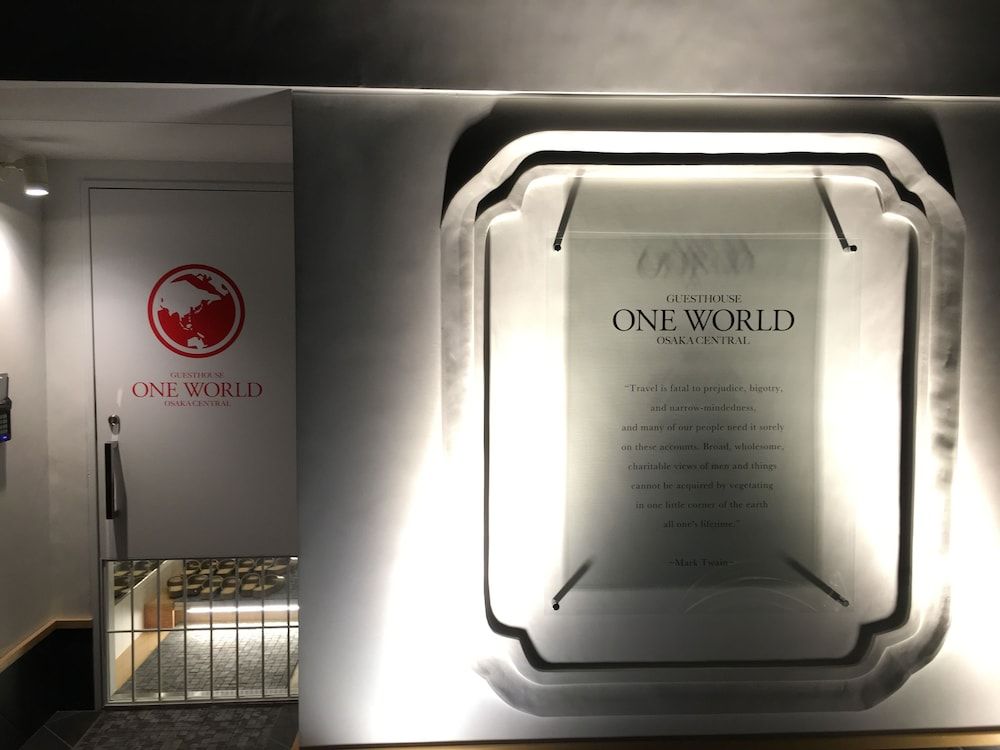 GUESTHOUSE
ONE WORLD
OSAKA CENTRAL
GUESTHOUSE
ONE WORLD
OSAKA CENTRAL
“Travel is fatal to prejudice, bigotry,
and narrow-mindedness,
and many of our people need it sorely
on these accounts. Broad, wholesome,
charitable views of men and things
cannot be acquired by vegetating
in one little corner of the earth
all one's lifetime.”
~Mark Twain~